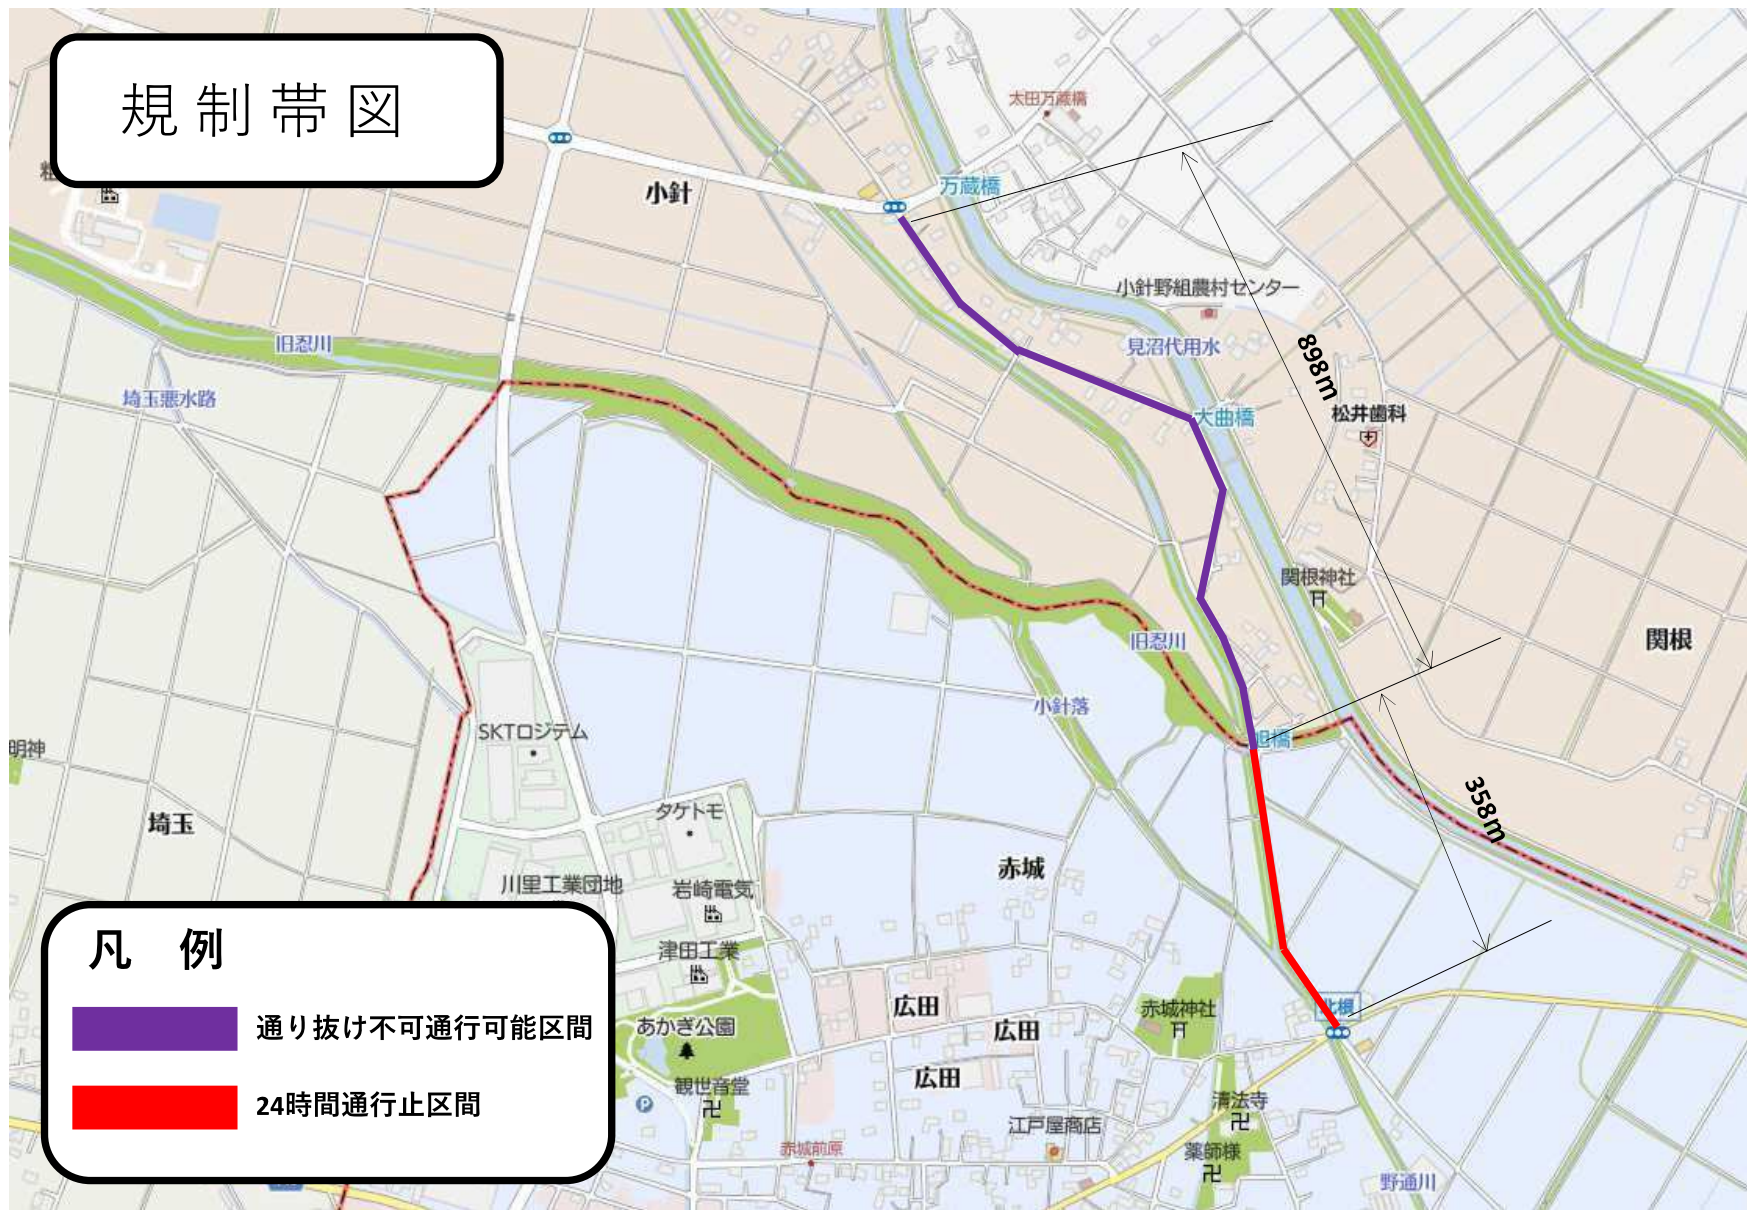 規制帯図
太田万蔵橋
万蔵橋
小針
小針野組農村センター
旧忍川
見沼代用水
898m
埼玉悪水路
大曲橋
松井歯科
関根神社
旧忍川
関根
小針落
SKTロジテム
旭橋
明神
358m
タケトモ
埼玉
赤城
川里工業団地
岩崎電気
津田工業
凡 例
通り抜け不可通行可能区間
24時間通行止区間
広田
赤城神社
北根
あかぎ公園
広田
広田
観世音堂
清法寺
P
江戸屋商店
赤城前原
薬師様
野通川